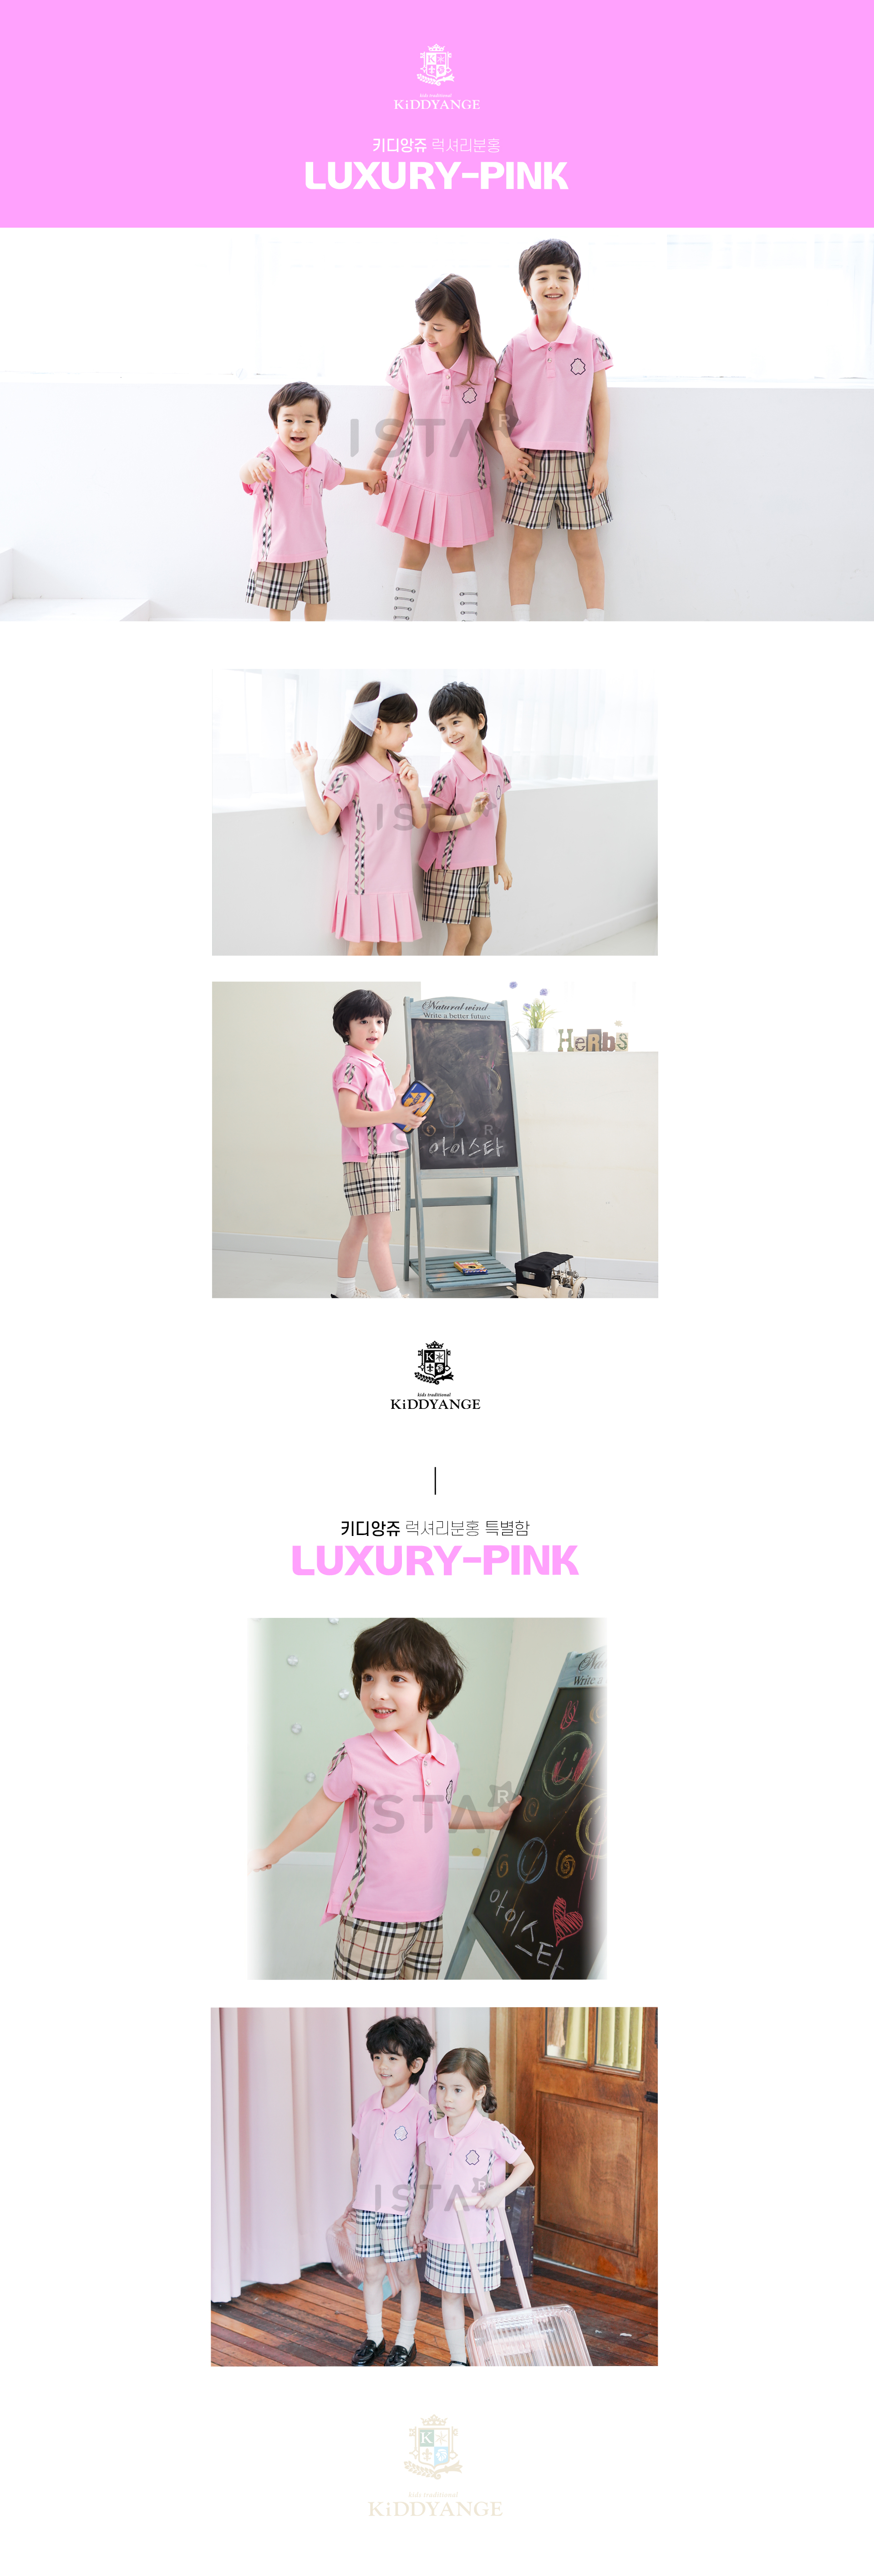 K
kids traditional
KiDDYANGE
키디앙쥬 럭셔리분홍
LUXURY-PINK
ISTAR
ISTAR
Natural wind
Write a better future
HeRbs
아이스타
K
kids traditional
KiDDYANGE
키디앙쥬 럭셔리분홍 특별함
LUXURY-PINK
Write a
ISTAR
아이스타
ISTAR
K
kids traditional
KiDDYANGE